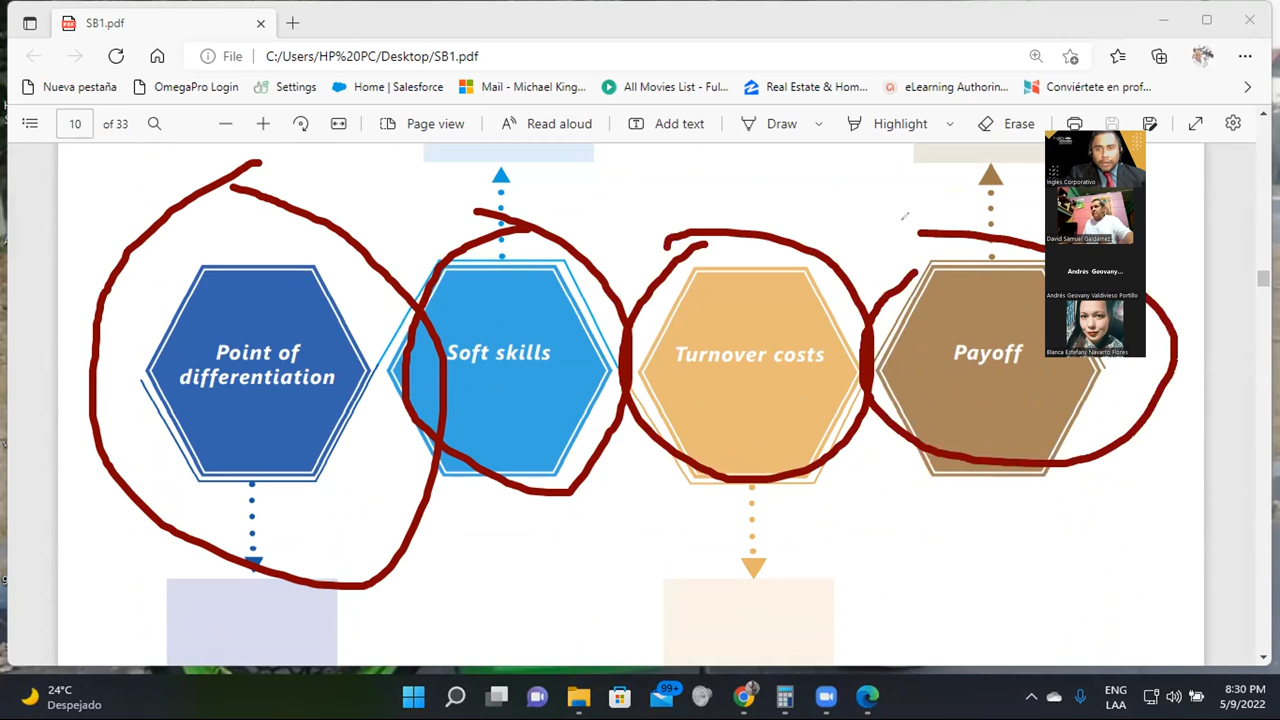 SB1.pdf
File C:/Users/HP%20PC/Desktop/SB1.pdf
Nueva pestaña OmegaPro Login Settings Home | Salesforce Mail - Michael King... All Movies List - Ful... Real Estate & Hom... eLearning Authorin... Conviértete en prof...
10 of 33 Page view Read aloud Add text Draw Highlight Erase
Ingles Corporativo
David Samuel Galdamez
Andrés Geovany...
Andrés Geovany Valdivieso Portillo
Blanca Estefany Navarro Flores
Point of
differentiation
Soft skills
Turnover costs
Payoff
24°C
Despejado
99+
ENG
LAA
8:30 PM
5/9/2022